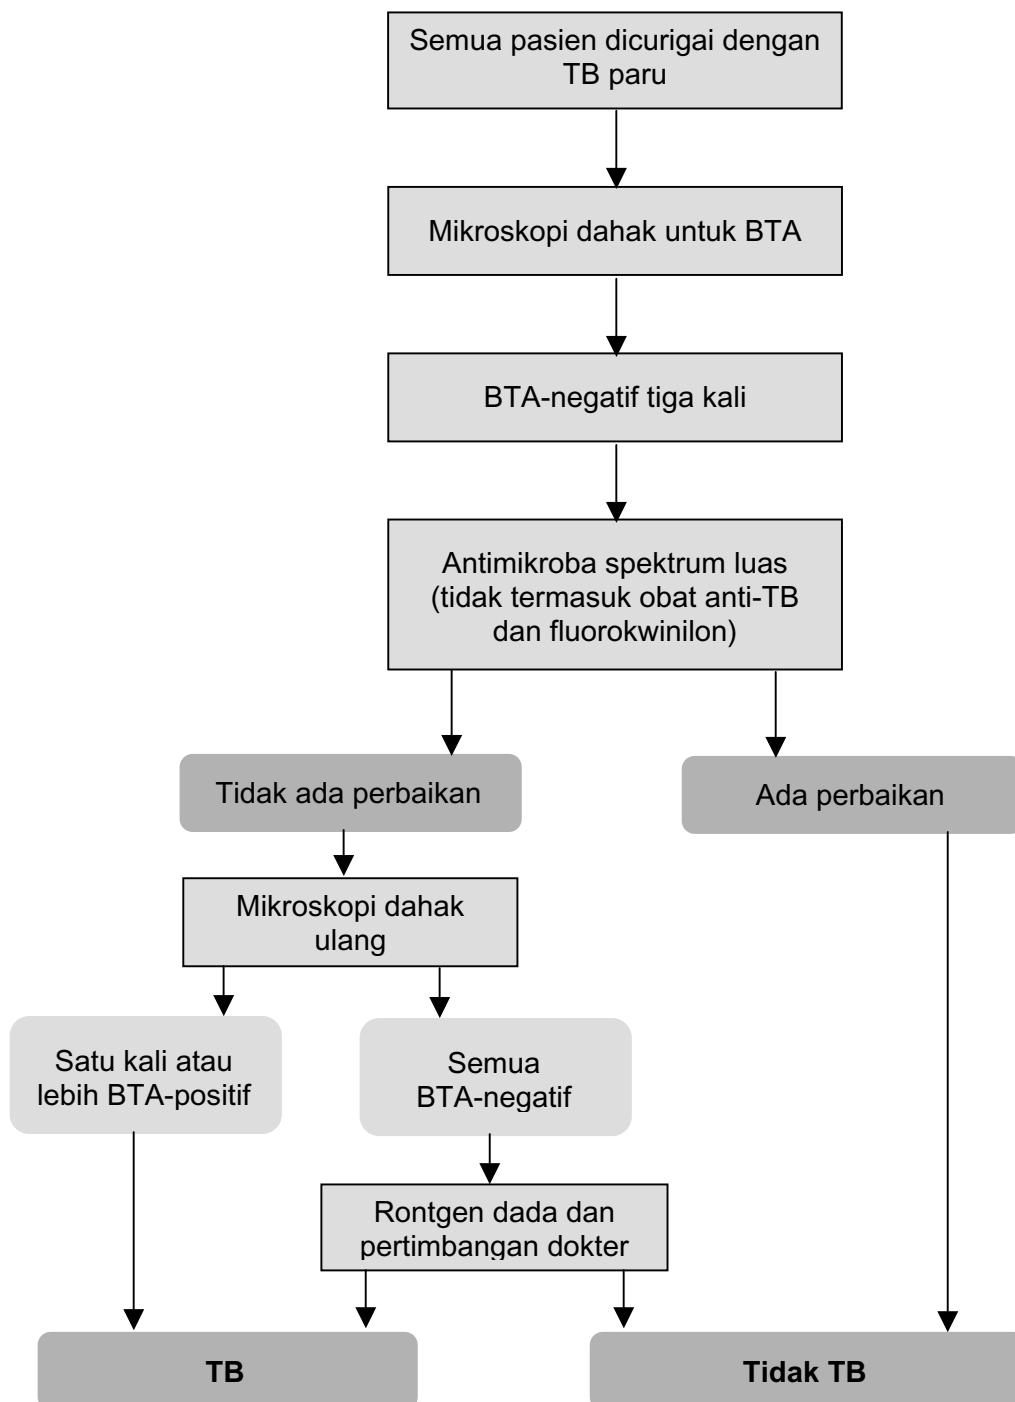 Semua pasien dicurigai dengan
TB paru
Mikroskopi dahak untuk BTA
BTA-negatif tiga kali
Antimikroba spektrum luas
(tidak termasuk obat anti-TB
dan fluorokwinilon)
Tidak ada perbaikan
Ada perbaikan
Mikroskopi dahak
ulang
Satu kali atau
lebih BTA-positif
Semua
BTA-negatif
Rontgen dada dan
pertimbangan dokter
TB
Tidak TB